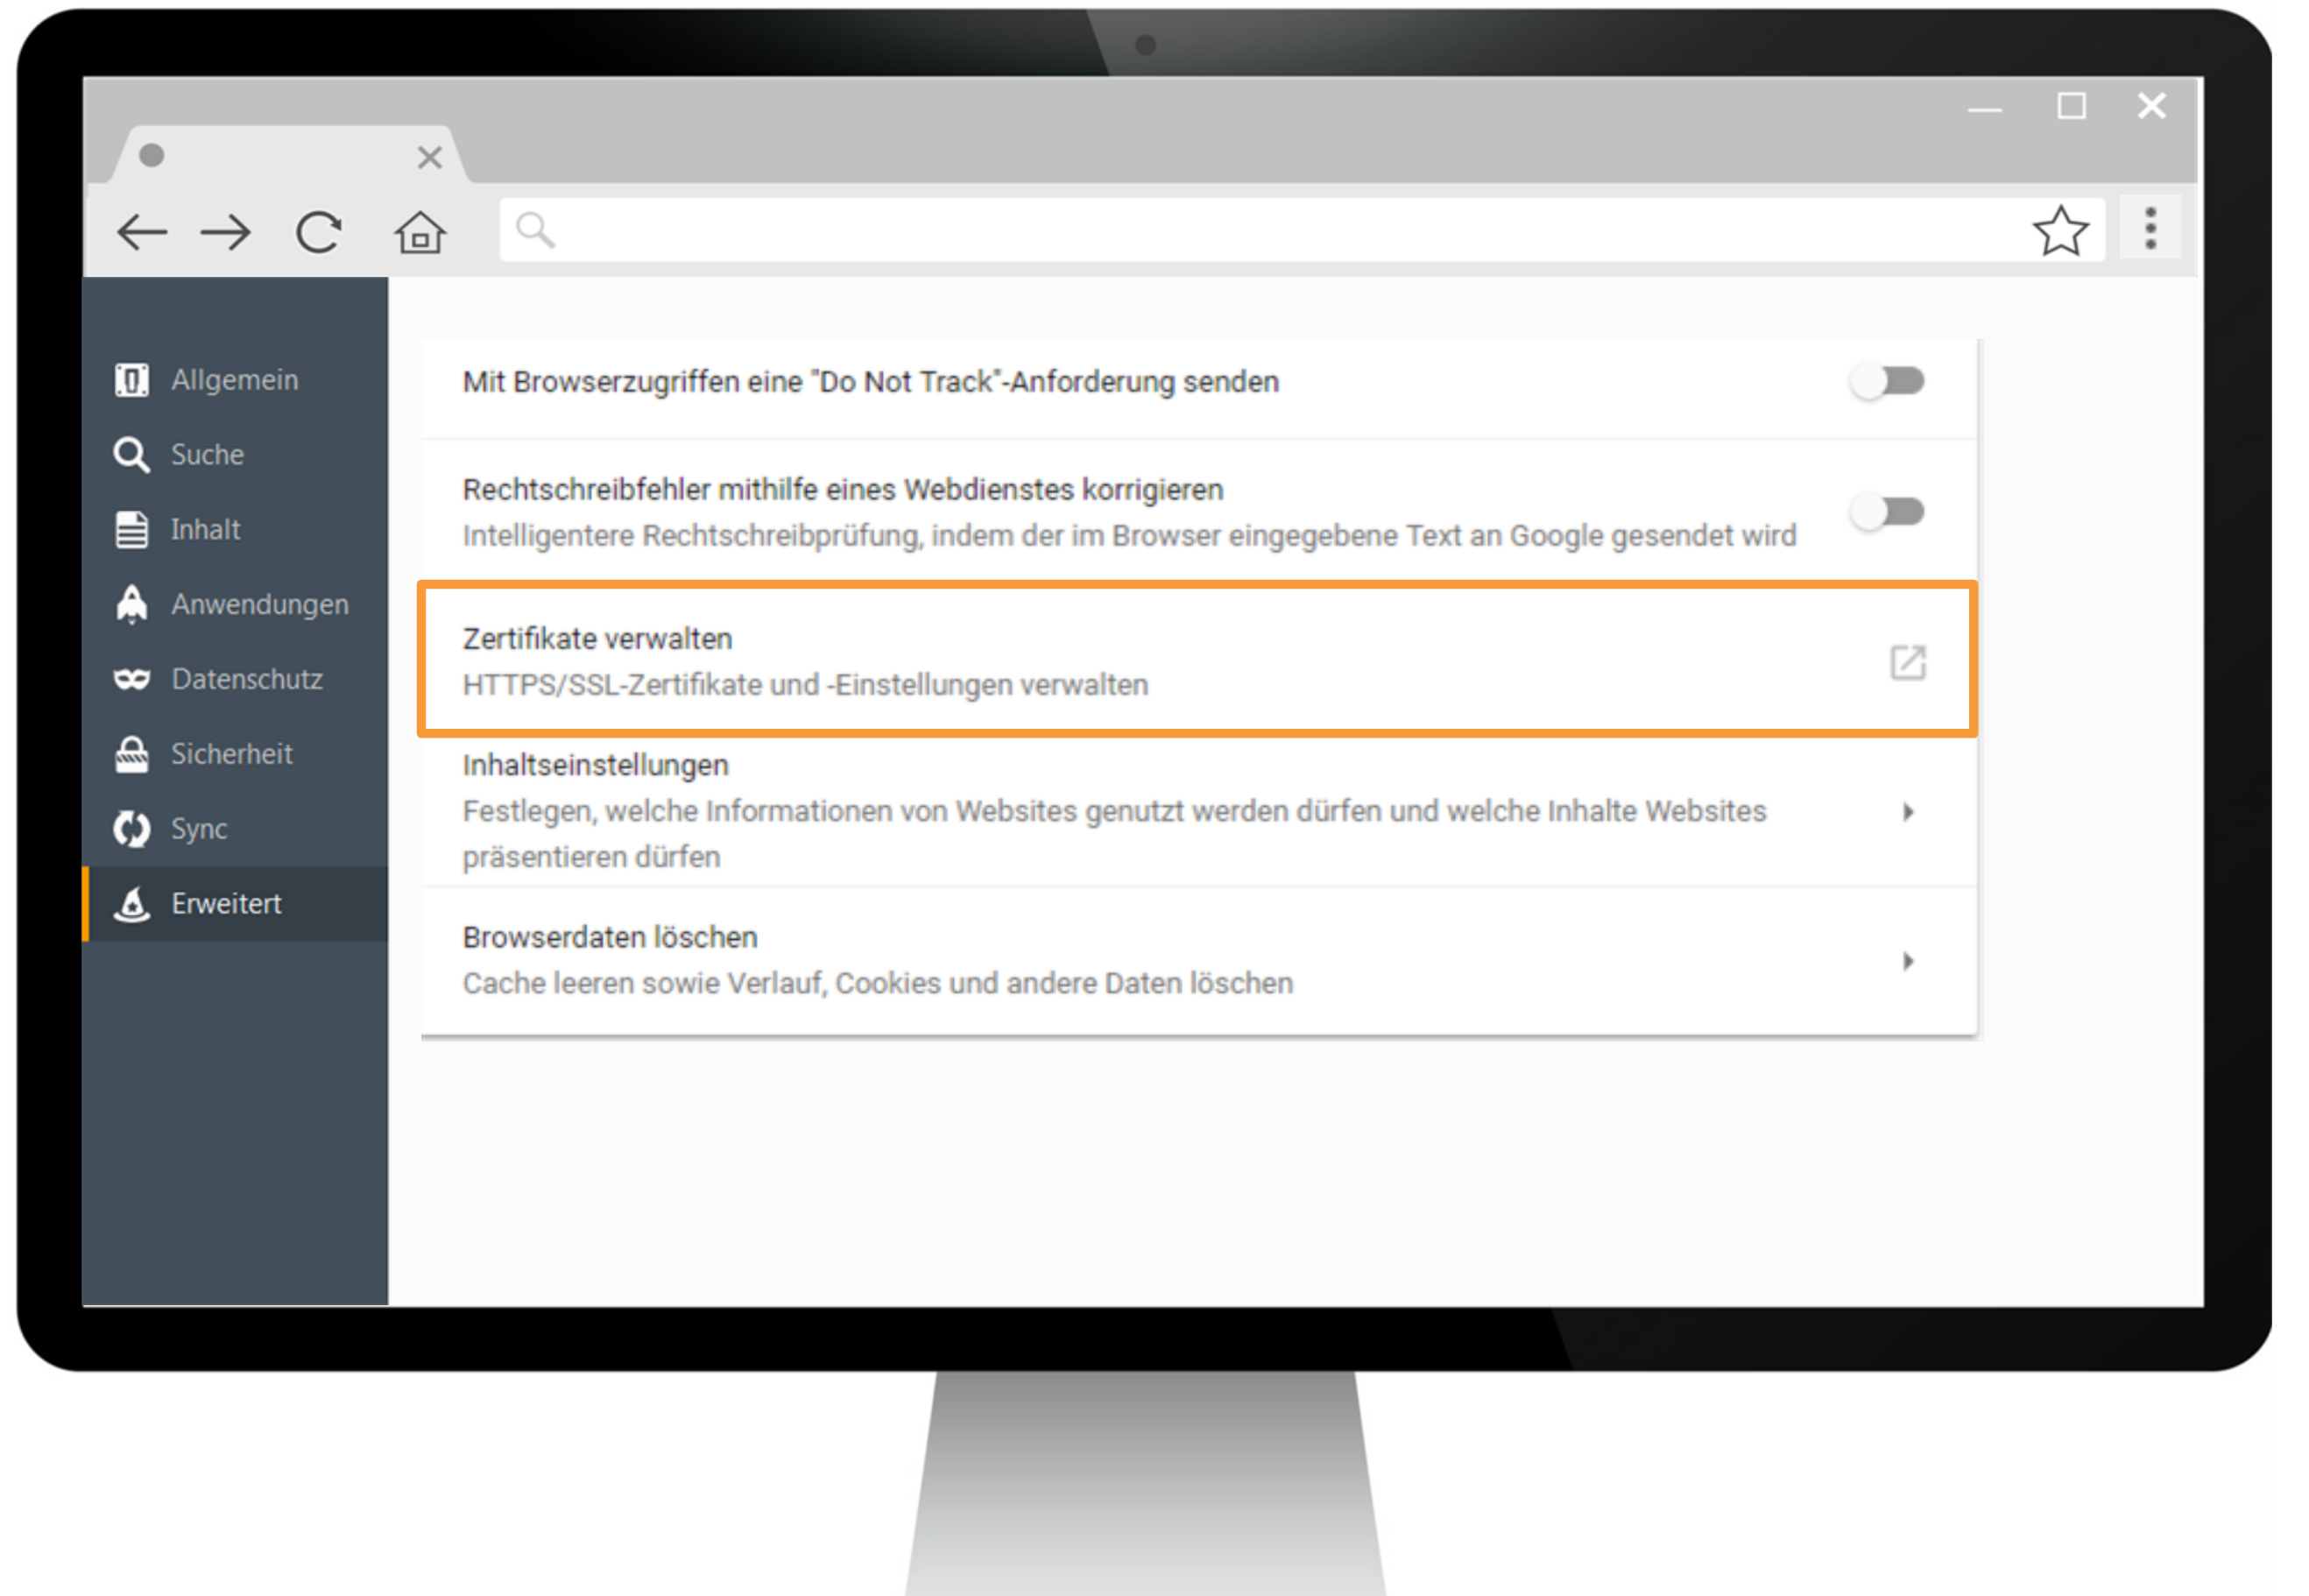 Allgemein
Suche
Inhalt
Anwendungen
Datenschutz
Sicherheit
Sync
Erweitert
Mit Browserzugriffen eine "Do Not Track"-Anforderung senden
Rechtschreibfehler mithilfe eines Webdienstes korrigieren
Intelligentere Rechtschreibprüfung, indem der im Browser eingegebene Text an Google gesendet wird
Zertifikate verwalten
HTTPS/SSL-Zertifikate und -Einstellungen verwalten
Inhaltseinstellungen
Festlegen, welche Informationen von Websites genutzt werden dürfen und welche Inhalte Websites
präsentieren dürfen
Browserdaten löschen
Cache leeren sowie Verlauf, Cookies und andere Daten löschen